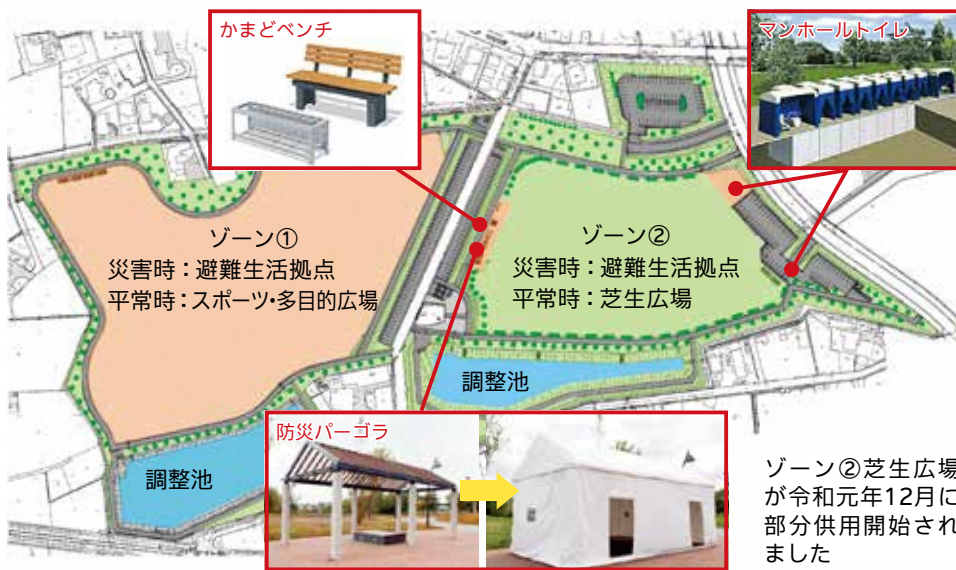 かまどベンチ
マンホールトイレ
ゾーン①
災害時：避難生活拠点
平常時：スポーツ・多目的広場
ゾーン②
災害時：避難生活拠点
平常時：芝生広場
調整池
調整池
防災パーゴラ
ゾーン②芝生広場
が令和元年12月に
部分供用開始され
ました